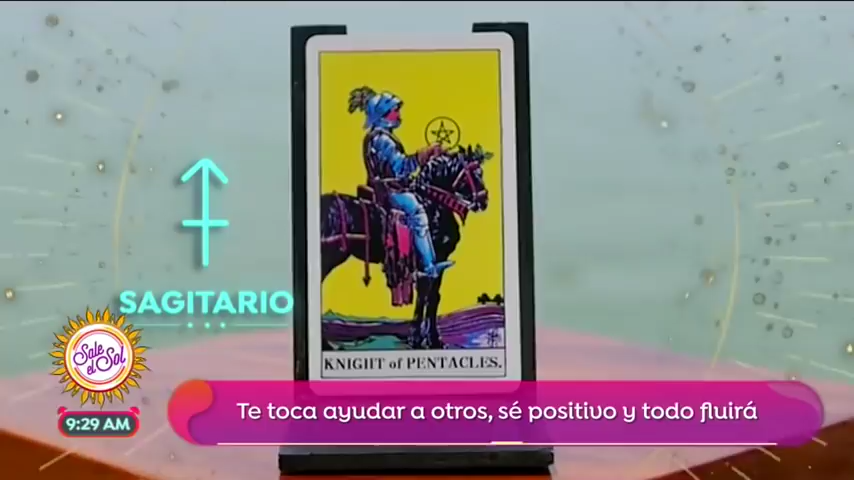 SAGITARIO
KNIGHT of PENTACLES.
Sale
el Sol
9:29 AM
Te toca ayudar a otros, sé positivo y todo fluirá